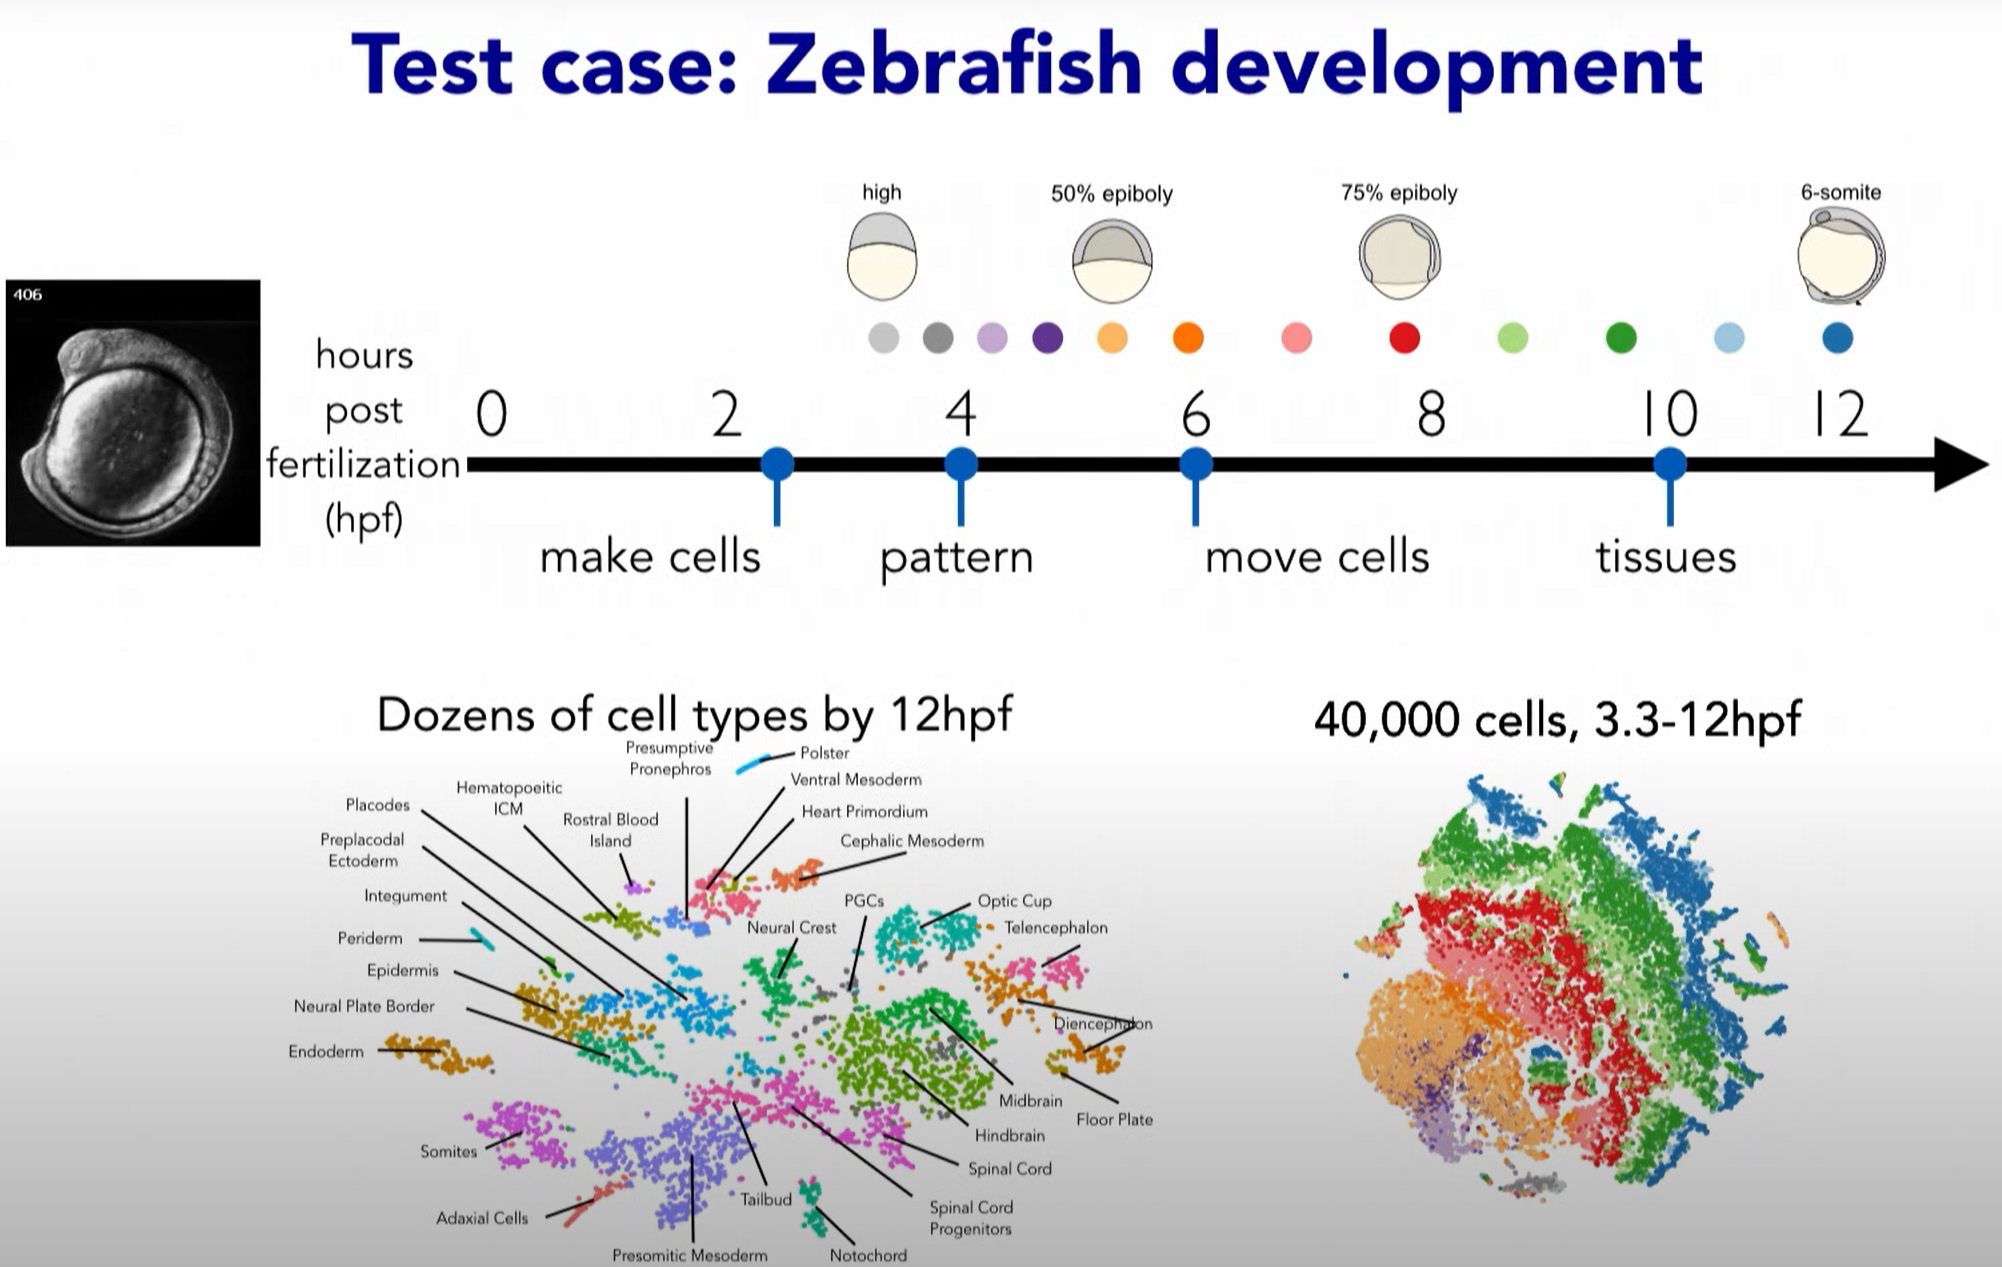 Test case: Zebrafish development
high
50% epiboly
75% epiboly
6-somite
406
hours
post
fertilization
(hpf)
0 2 4 6 8 10 12
make cells
pattern
move cells
tissues
Dozens of cell types by 12hpf
Presumptive
Pronephros
Polster
Ventral Mesoderm
Hematopoeitic
ICM
Placodes
Rostral Blood
Island
Heart Primordium
Preplacodal
Ectoderm
Cephalic Mesoderm
Integument
PGCs
Optic Cup
Periderm
Neural Crest
Telencephalon
Epidermis
Neural Plate Border
Diencephalon
Endoderm
Midbrain
Floor Plate
Hindbrain
Somites
Spinal Cord
Tailbud
Adaxial Cells
Spinal Cord
Progenitors
Presomitic Mesoderm
Notochord
40,000 cells, 3.3-12hpf